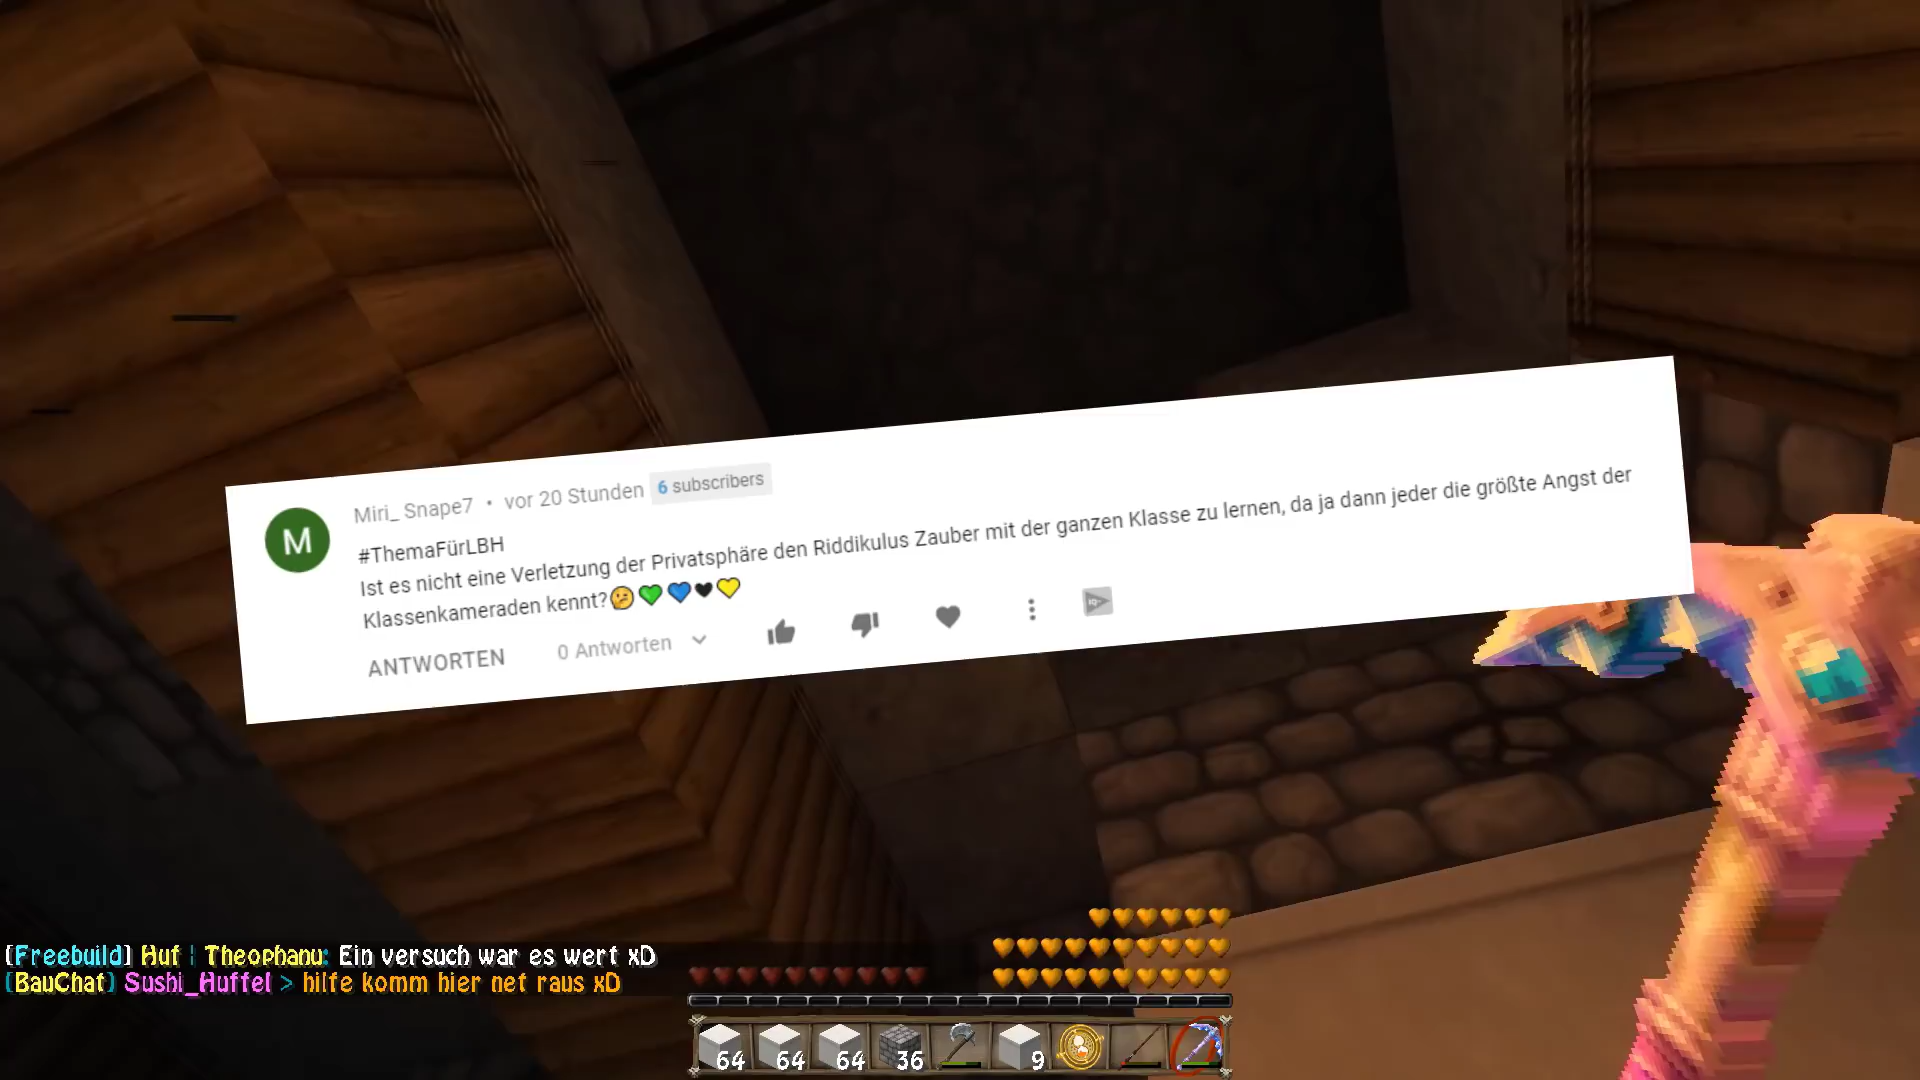 M
Miri_ Snape7 • vor 20 Stunden 6 subscribers
#ThemaFürLBH
Ist es nicht eine Verletzung der Privatsphäre den Riddikulus Zauber mit der ganzen Klasse zu lernen, da ja dann jeder die größte Angst der
Klassenkameraden kennt?🤔💚💙🖤💛
ANTWORTEN 0 Antworten
[Freebuild] Huf | Theophanu: Ein versuch war es wert xD
[BauChat] Sushi_Huffel > hilfe komm hier net raus xD
64 64 64 36 9